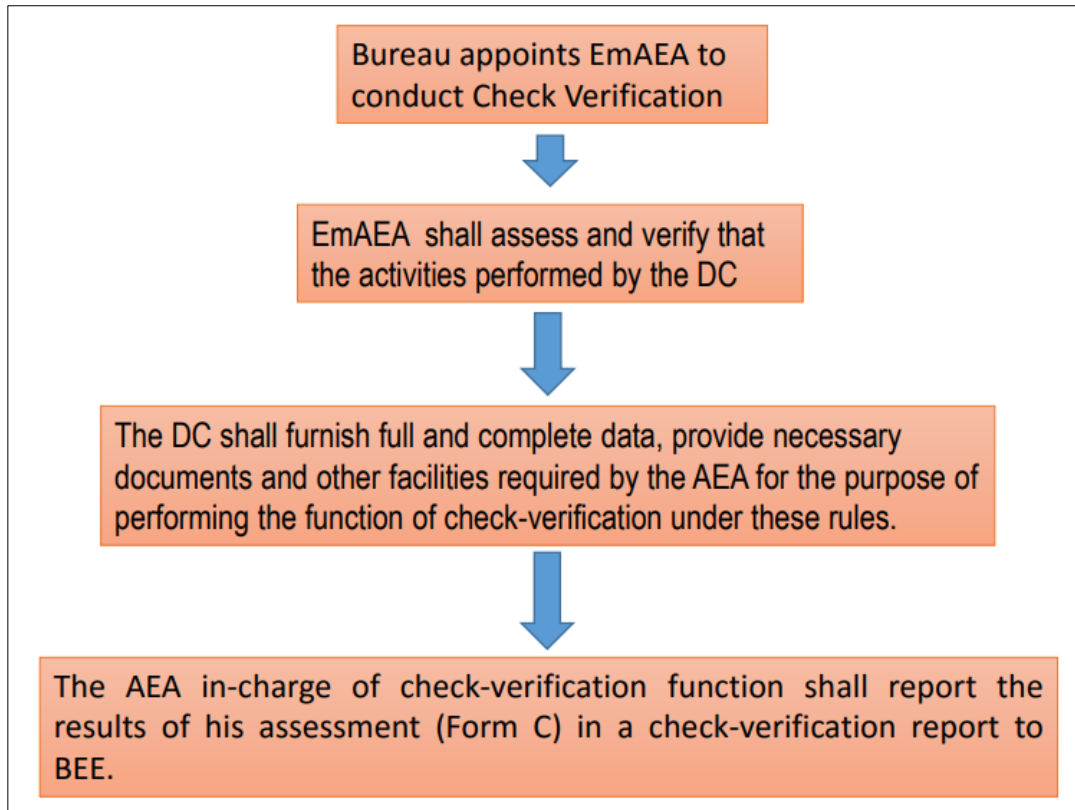 Bureau appoints EmAEA to
conduct Check Verification
EmAEA shall assess and verify that
the activities performed by the DC
The DC shall furnish full and complete data, provide necessary
documents and other facilities required by the AEA for the purpose of
performing the function of check-verification under these rules.
The AEA in-charge of check-verification function shall report the
results of his assessment (Form C) in a check-verification report to
BEE.